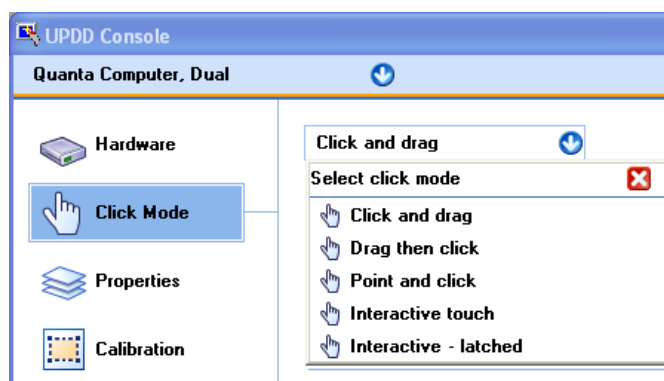 UPDD Console
Quanta Computer, Dual
Hardware
Click Mode
Properties
Calibration
Click and drag
Select click mode
Click and drag
Drag then click
Point and click
Interactive touch
Interactive - latched